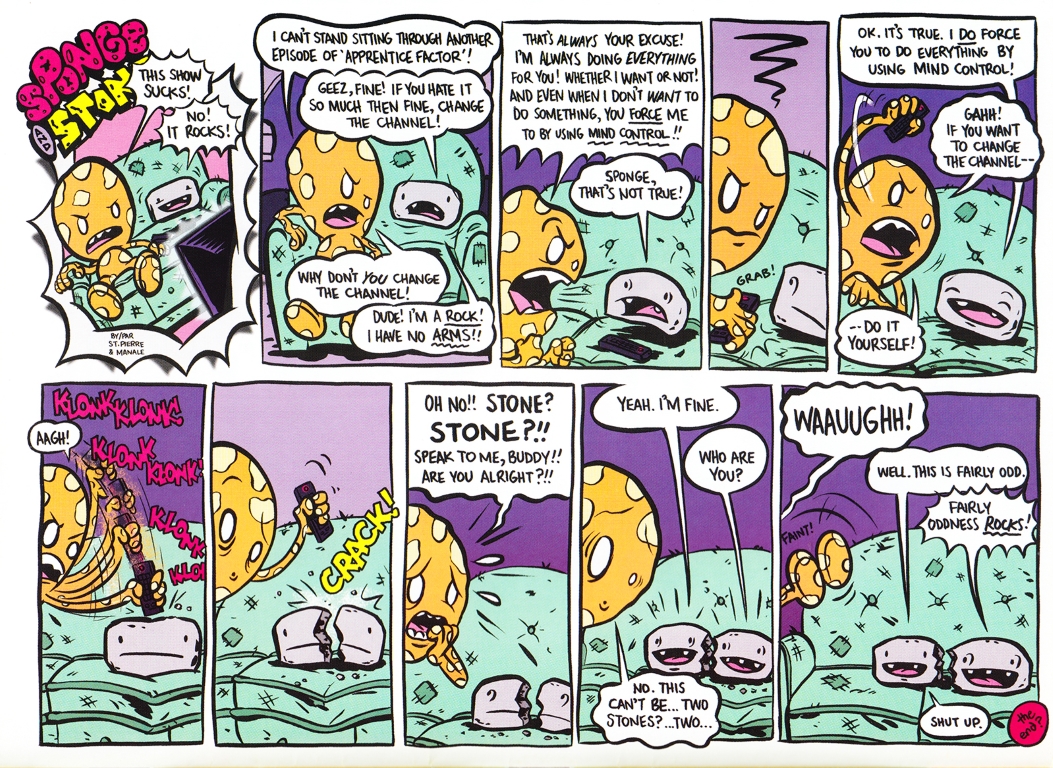 SPONGE
AND
STONE
THIS SHOW
SUCKS!
NO!
IT ROCKS!
BY/PAR
ST. PIERRE
& MANALE
I CAN'T STAND SITTING THROUGH ANOTHER
EPISODE OF 'APPRENTICE FACTOR'!
GEEZ, FINE! IF YOU HATE IT
SO MUCH THEN FINE, CHANGE
THE CHANNEL!
WHY DON'T YOU CHANGE
THE CHANNEL!
DUDE! I'M A ROCK!
I HAVE NO ARMS!!
THAT'S ALWAYS YOUR EXCUSE!
I'M ALWAYS DOING EVERYTHING
FOR YOU! WHETHER I WANT OR NOT!
AND EVEN WHEN I DON'T WANT TO
DO SOMETHING, YOU FORCE ME
TO BY USING MIND CONTROL!!
SPONGE,
THAT'S NOT TRUE!
GRAB!
OK. IT'S TRUE. I DO FORCE
YOU TO DO EVERYTHING BY
USING MIND CONTROL!
GAHH!
IF YOU WANT
TO CHANGE
THE CHANNEL--
--DO IT
YOURSELF!
KLONK KLONK!
AAGH!
KLONK
KLONK!
KLONK
KLO
CRACK!
OH NO!! STONE?
STONE?!!
SPEAK TO ME, BUDDY!!
ARE YOU ALRIGHT?!!
YEAH. I'M FINE.
WHO ARE
YOU?
NO. THIS
CAN'T BE... TWO
STONES?...TWO...
WAAUUGHH!
FAINT!
WELL. THIS IS FAIRLY ODD.
FAIRLY
ODDNESS ROCKS!
SHUT UP.
the
end?